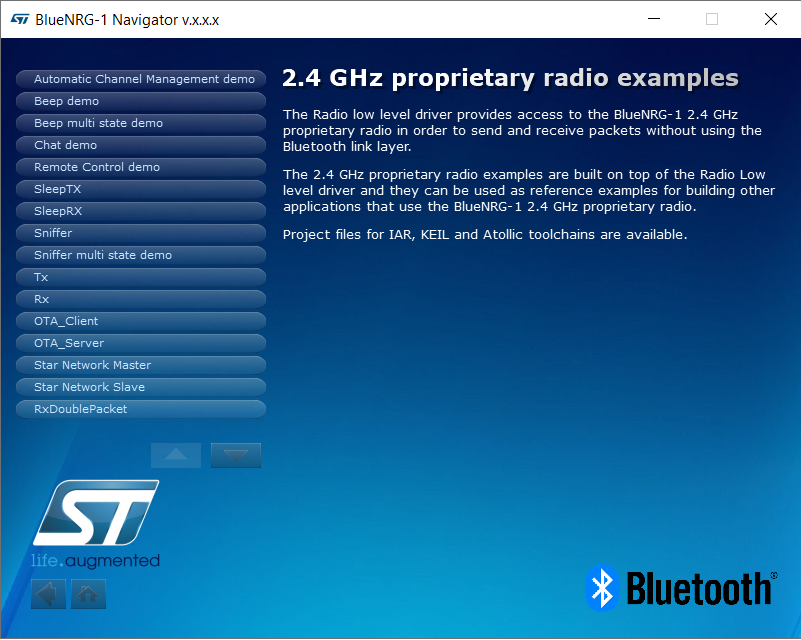 BlueNRG-1 Navigator v.x.x.x
Automatic Channel Management demo
Beep demo
Beep multi state demo
Chat demo
Remote Control demo
SleepTX
SleepRX
Sniffer
Sniffer multi state demo
Tx
Rx
OTA_Client
OTA_Server
Star Network Master
Star Network Slave
RxDoublePacket
2.4 GHz proprietary radio examples
The Radio low level driver provides access to the BlueNRG-1 2.4 GHz
proprietary radio in order to send and receive packets without using the
Bluetooth link layer.
The 2.4 GHz proprietary radio examples are built on top of the Radio Low
level driver and they can be used as reference examples for building other
applications that use the BlueNRG-1 2.4 GHz proprietary radio.
Project files for IAR, KEIL and Atollic toolchains are available.
ST
life.augmented
Bluetooth®